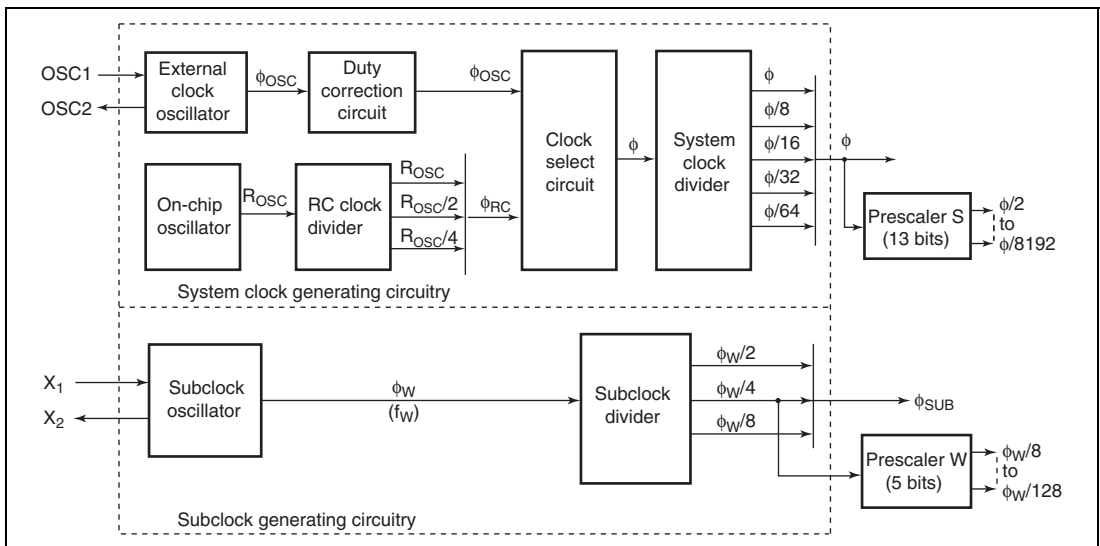 OSC1
OSC2
External
clock
oscillator
ϕOSC
Duty
correction
circuit
ϕOSC
On-chip
oscillator
ROSC
RC clock
divider
ROSC
ROSC/2
ROSC/4
ϕRC
Clock
select
circuit
ϕ
System
clock
divider
ϕ
ϕ/8
ϕ/16
ϕ/32
ϕ/64
ϕ
Prescaler S
(13 bits)
ϕ/2
to
ϕ/8192
System clock generating circuitry
X1
X2
Subclock
oscillator
ϕW
(fW)
Subclock
divider
ϕW/2
ϕW/4
ϕW/8
ϕSUB
Prescaler W
(5 bits)
ϕW/8
to
ϕW/128
Subclock generating circuitry